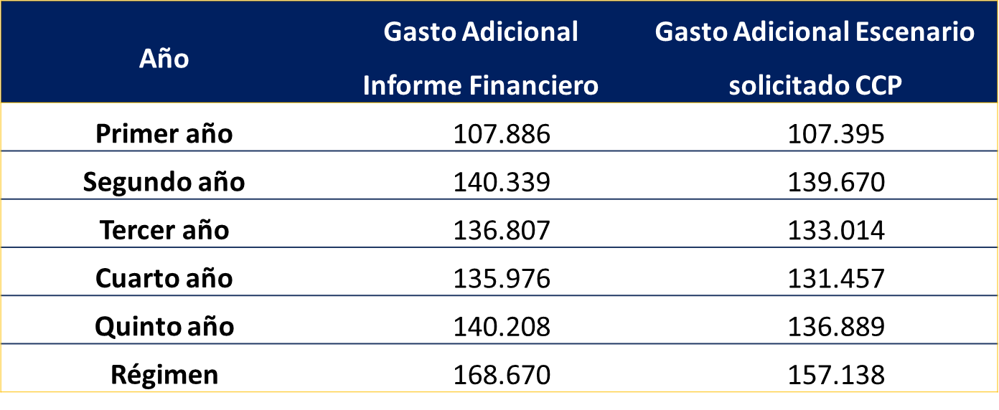 Año
Gasto Adicional
Informe Financiero
Gasto Adicional Escenario
solicitado CCP
Primer año 107.886 107.395
Segundo año 140.339 139.670
Tercer año 136.807 133.014
Cuarto año 135.976 131.457
Quinto año 140.208 136.889
Régimen 168.670 157.138